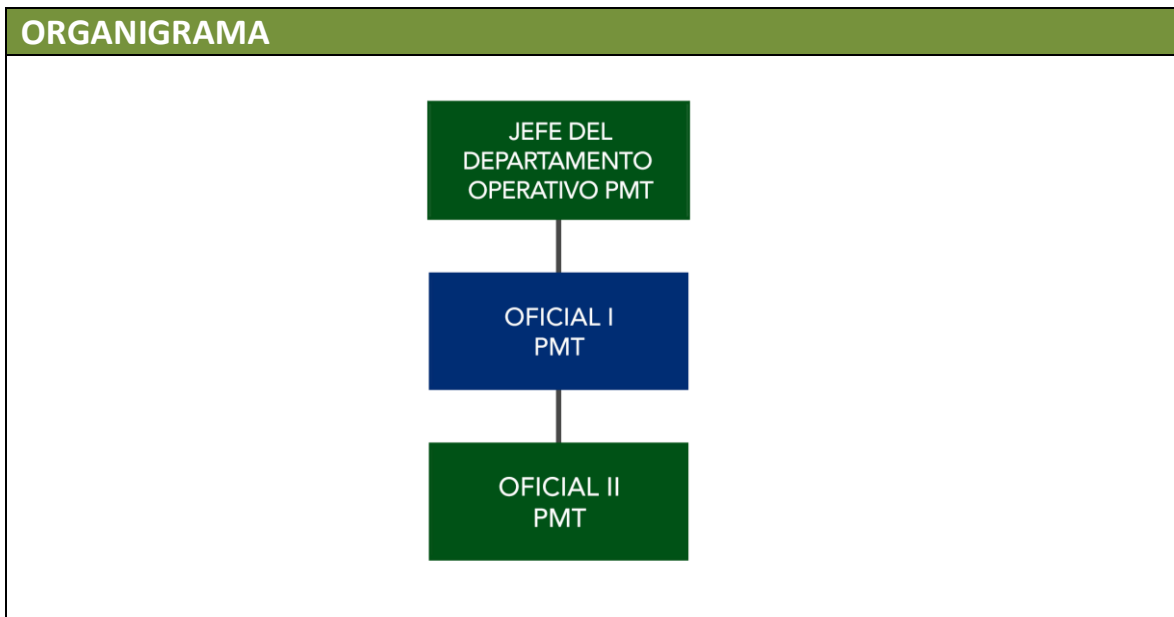 ORGANIGRAMA
JEFE DEL
DEPARTAMENTO
OPERATIVO PMT
OFICIAL I
PMT
OFICIAL II
PMT